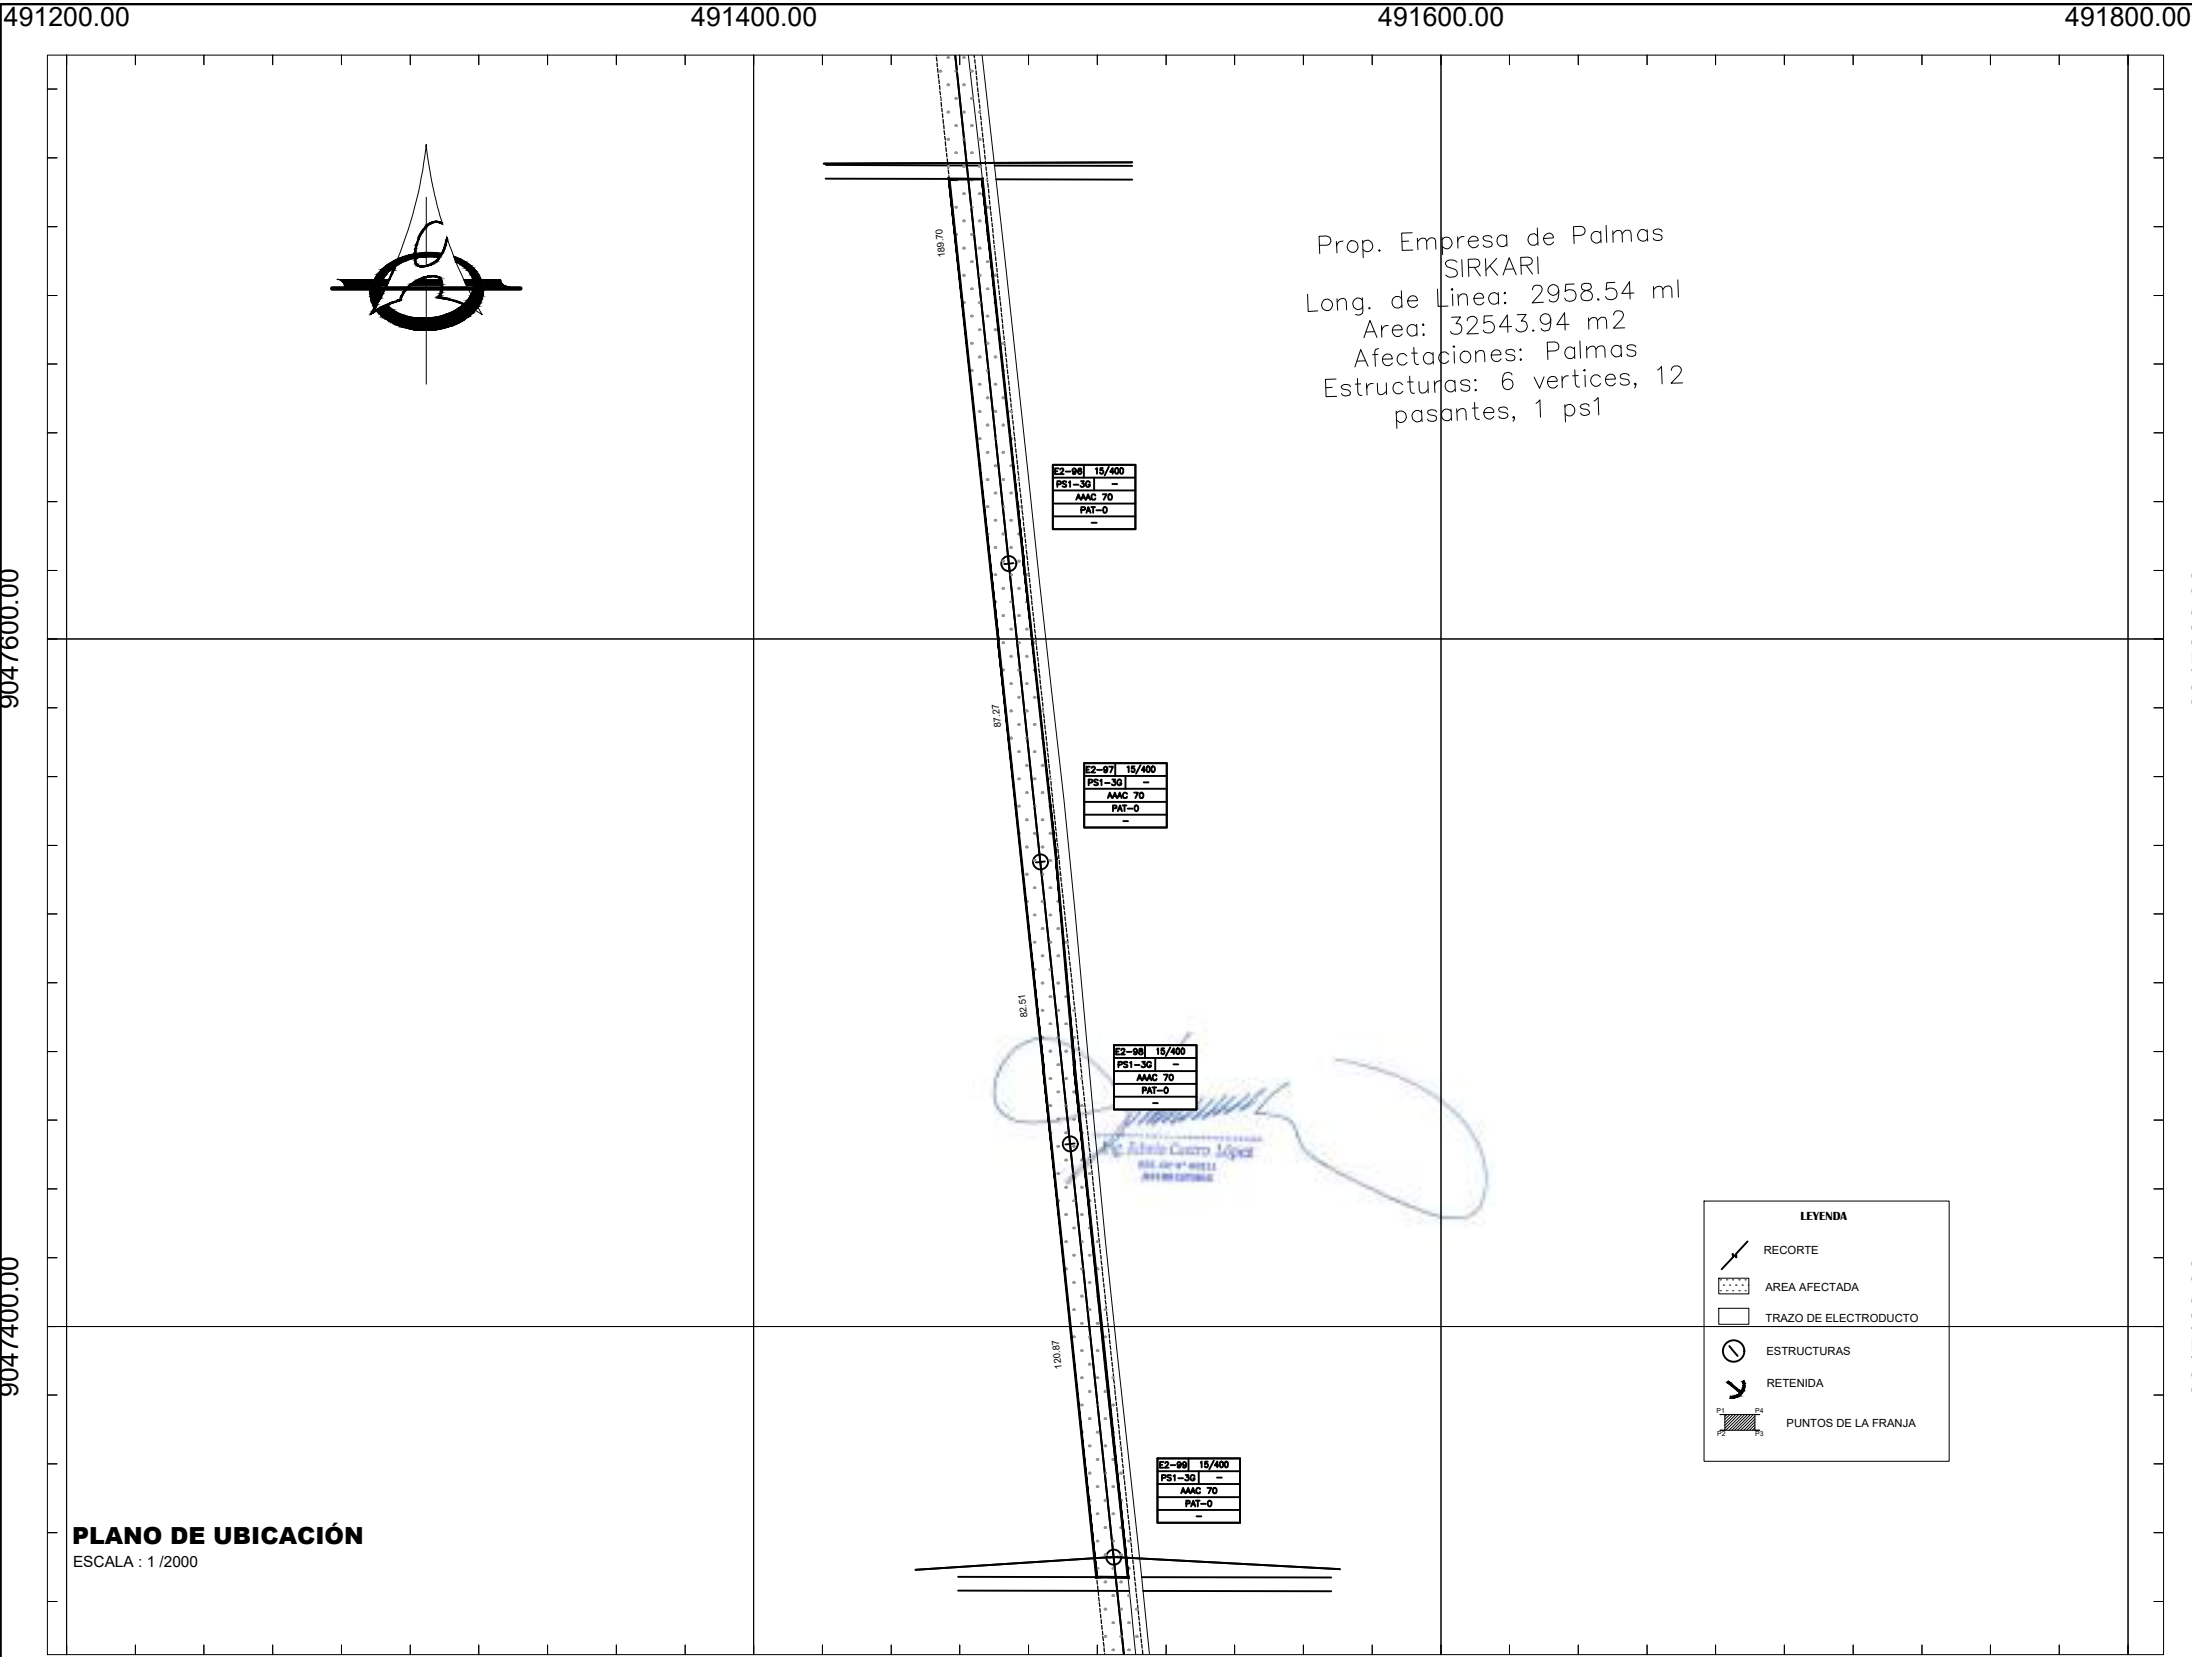 491200.00
491400.00
491600.00
491800.00
189.70
Prop. Empresa de Palmas
SIRKARI
Long. de Linea: 2958.54 ml
Area: 32543.94 m2
Afectaciones: Palmas
Estructuras: 6 vertices, 12
pasantes, 1 ps1
E2-96 15/400
PS1-3G -
AAAC 70
PAT-0
-
9047600.00
87.27
E2-97 15/400
PS1-3G -
AAAC 70
PAT-0
-
82.51
E2-98 15/400
PS1-3G -
AAAC 70
PAT-0
-
Castro López
LEYENDA
RECORTE
AREA AFECTADA
TRAZO DE ELECTRODUCTO
ESTRUCTURAS
RETENIDA
P1 P4
PUNTOS DE LA FRANJA
P2 P3
9047400.00
120.87
E2-99 15/400
PS1-3G -
AAAC 70
PAT-0
-
PLANO DE UBICACIÓN
ESCALA : 1 /2000